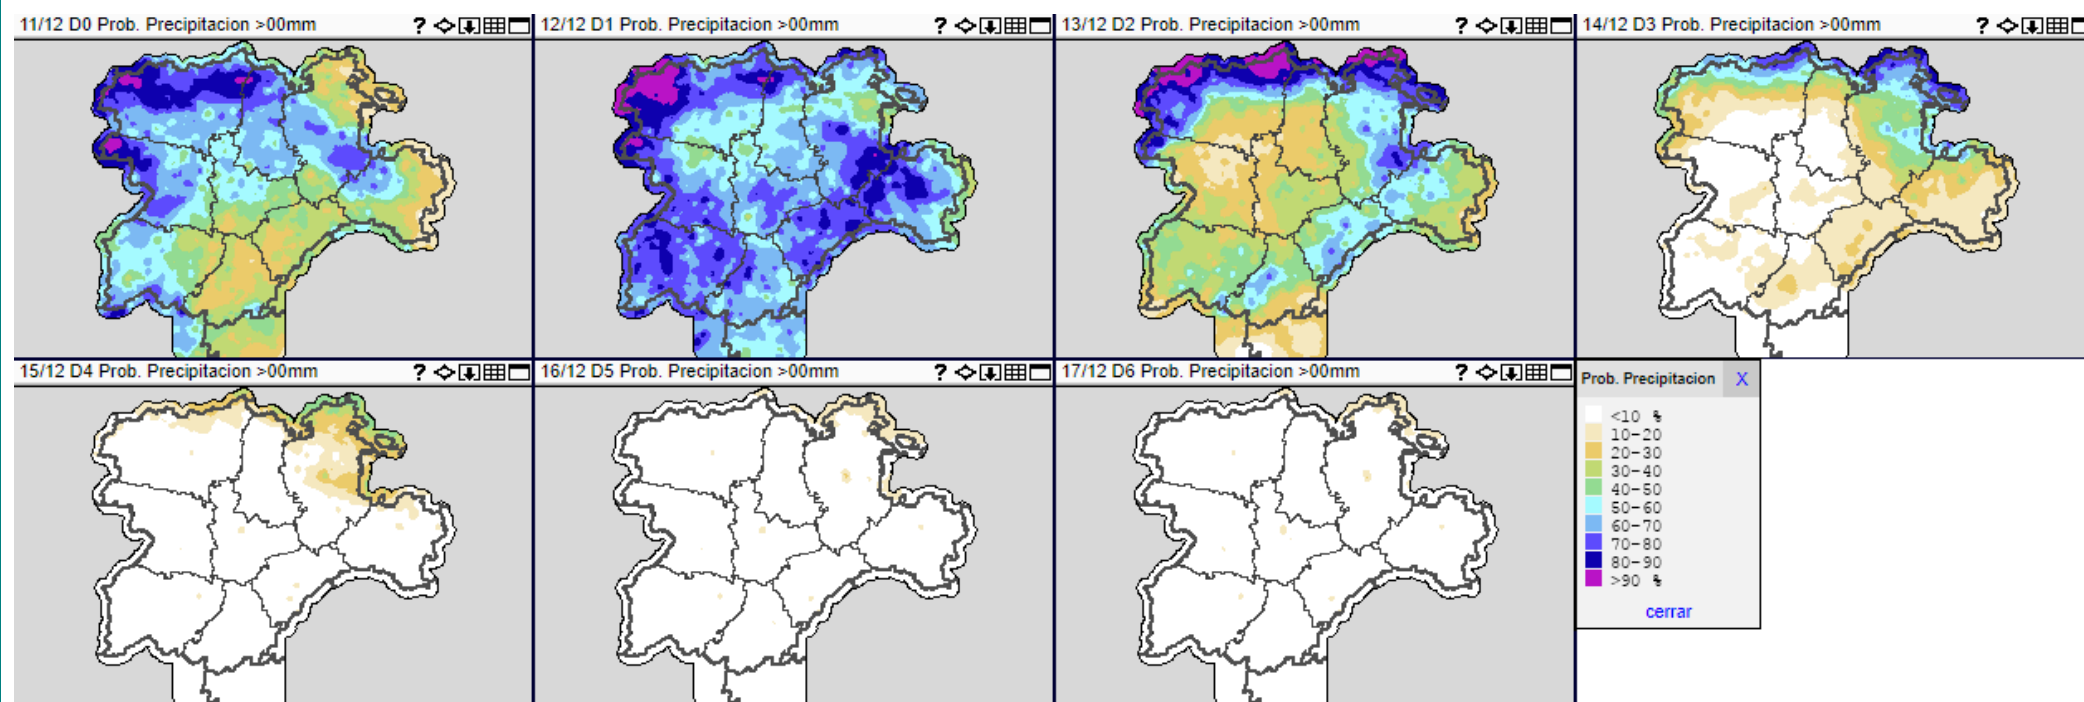 11/12 D0 Prob. Precipitacion >00mm ?
12/12 D1 Prob. Precipitacion >00mm ?
13/12 D2 Prob. Precipitacion >00mm ?
14/12 D3 Prob. Precipitacion >00mm ?
15/12 D4 Prob. Precipitacion >00mm ?
16/12 D5 Prob. Precipitacion >00mm ?
17/12 D6 Prob. Precipitacion >00mm ?
Prob. Precipitacion X
<10 %
10-20
20-30
30-40
40-50
50-60
60-70
70-80
80-90
>90 %
cerrar